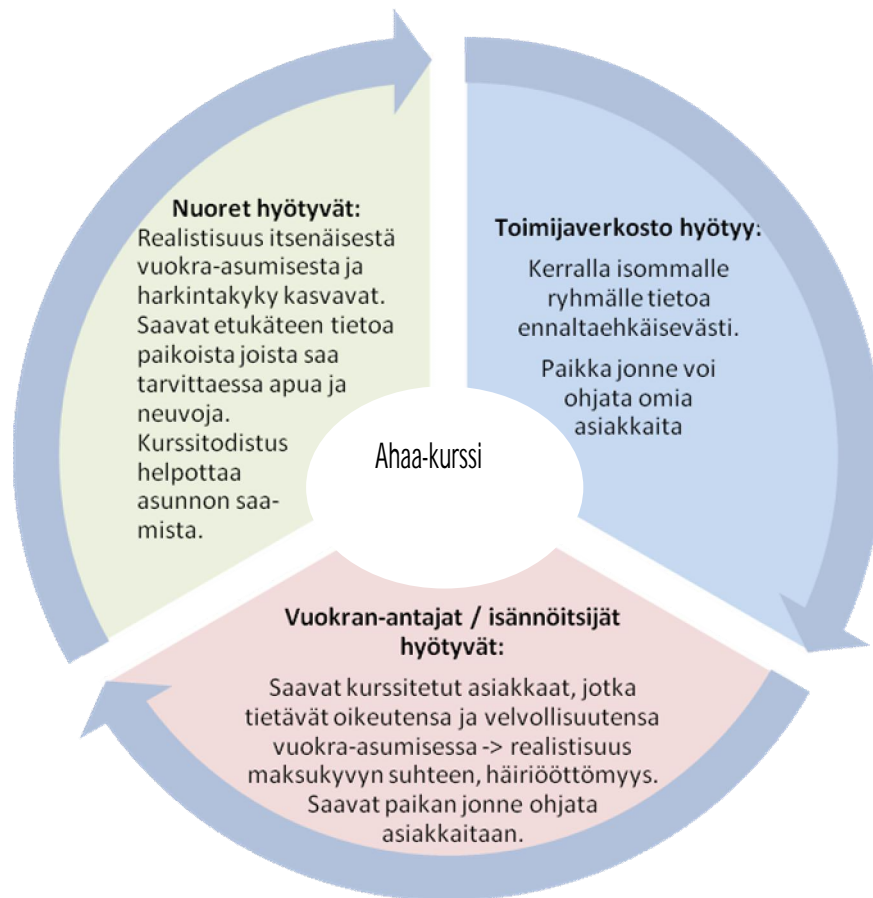 Nuoret hyötyvät:
Realistisuus itsenäisestä
vuokra-asumisesta ja
harkintakyky kasvavat.
Saavat etukäteen tietoa
paikoista joista saa
tarvittaessa apua ja
neuvoja.
Kurssitodistus
helpottaa
asunnon saa-
mista.
Toimijaverkosto hyötyy:
Kerralla isommalle
ryhmälle tietoa
ennaltaehkäisevästi.
Paikka jonne voi
ohjata omia
asiakkaita
Ahaa-kurssi
Vuokran-antajat / isännöitsijät
hyötyvät:
Saavat kurssitetut asiakkaat, jotka
tietävät oikeutensa ja velvollisuutensa
vuokra-asumisessa -> realistisuus
maksukyvyn suhteen, häiriööttömyys.
Saavat paikan jonne ohjata
asiakkaitaan.